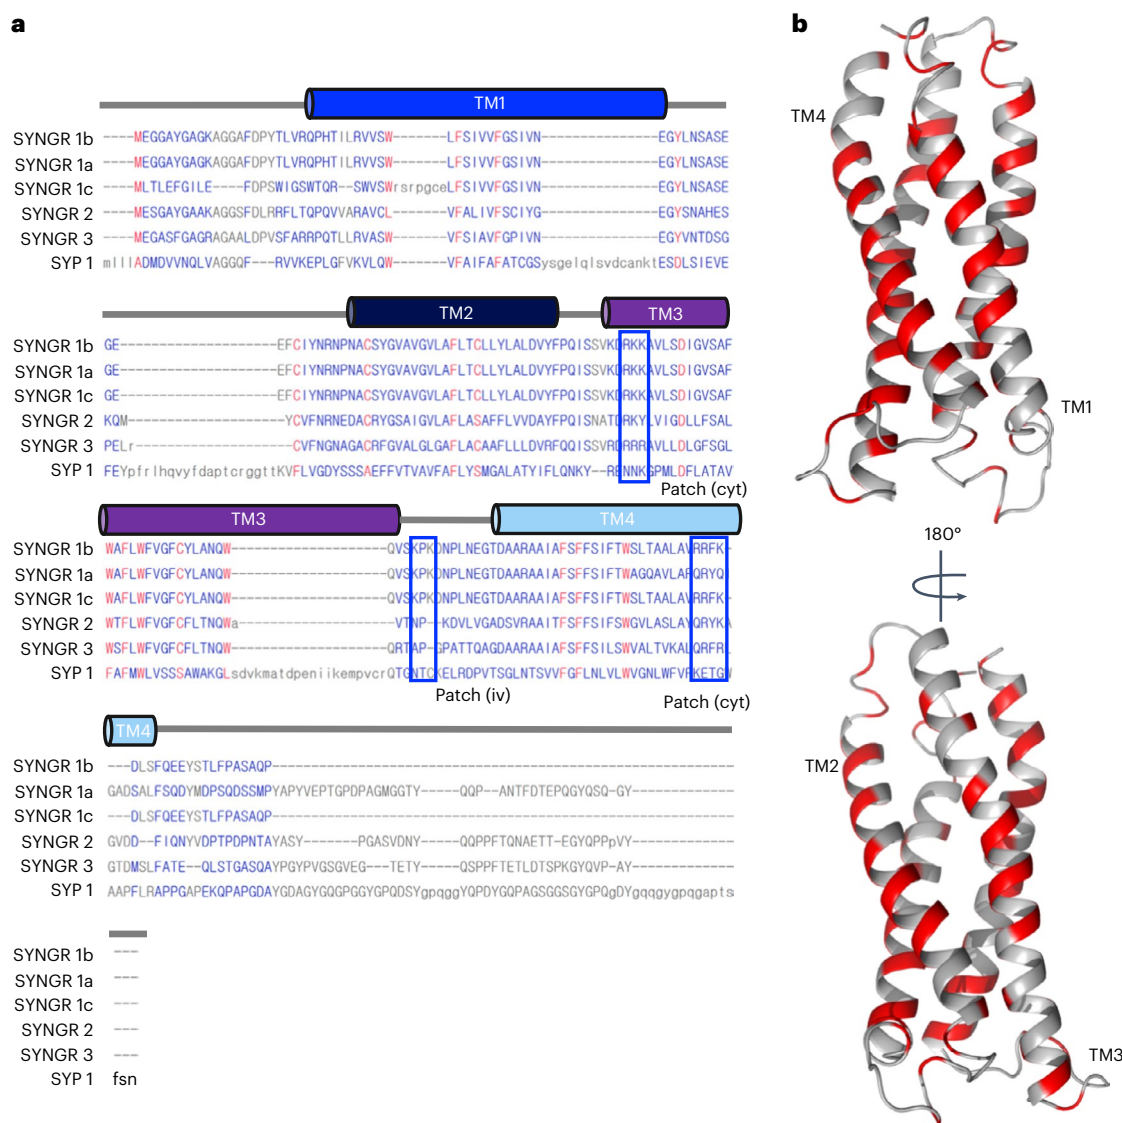 a
b
TM1
SYNGR 1b ----MEGGAYGAGKAGGAFDPYTLVRQPHTILRVVSW-------LFSIVVFGSIVN---------------EGYLNSASE
SYNGR 1a ----MEGGAYGAGKAGGAFDPYTLVRQPHTILRVVSW-------LFSIVVFGSIVN---------------EGYLNSASE
SYNGR 1c ----MLTLEFGILE----FDPSWIGSWTQR--SWVSWrsrpgceLFSIVVFGSIVN---------------EGYLNSASE
SYNGR 2 ----MESGAYGAAKAGGSFDLRRFLTQPQVVARAVCL-------VFALIVFSCIYG---------------EGYSNAHES
SYNGR 3 ----MEGASFGAGRAGAALDPVSFARRPQTLLRVASW-------VFSIAVFGPIVN---------------EGYVNTDSG
SYP 1 mlllADMDVVNQLVAGGQF---RVVKEPLGFVKVLQW-------VFAIFAFATCGSysgelqlsvdcanktESDLSIEVE
TM2
TM3
SYNGR 1b GE--------------------EFCIYNRNPNACSYGVAVGVLAFLTCLLYLALDVYFPQISSVKDRKKAVLSDIGVSAF
SYNGR 1a GE--------------------EFCIYNRNPNACSYGVAVGVLAFLTCLLYLALDVYFPQISSVKDRKKAVLSDIGVSAF
SYNGR 1c GE--------------------EFCIYNRNPNACSYGVAVGVLAFLTCLLYLALDVYFPQISSVKDRKKAVLSDIGVSAF
SYNGR 2 KQM--------------------YCVFNRNEDACRYGSAIGVLAFLASAFFLVVDAYFPQISNATDRKYLVIGDLLFSAL
SYNGR 3 PELr--------------------CVFNGNAGACRFGVALGLGAFLACAAFLLLDVRFQQISSVRDRRRAVLLDLGFSGL
SYP 1 FEYpfrlhqvyfdaptcrggttKVFLVGDYSSSAEFFVTVAVFAFLYSMGALATYIFLQNKY--RENNKGPMLDFLATAV
Patch (cyt)
TM3
TM4
SYNGR 1b WAFLWFVGFCYLANQW--------------------QVSKPKDNPLNEGTDAARAAIAFSFFSIFTWSLTAALAVRRFK-
SYNGR 1a WAFLWFVGFCYLANQW--------------------QVSKPKDNPLNEGTDAARAAIAFSFFSIFTWAGQAVLAFQRYQI
SYNGR 1c WAFLWFVGFCYLANQW--------------------QVSKPKDNPLNEGTDAARAAIAFSFFSIFTWSLTAALAVRRFK-
SYNGR 2 WTFLWFVGFCFLTNQWa-------------------VTNP--KDVLVGADSVRAAITFSFFSIFSWGVLASLAYQRYKA
SYNGR 3 WSFLWFVGFCFLTNQW--------------------QRTAP-GPATTQAGDAARAAIAFSFFSILSWVALTVKALQRFRL
SYP 1 FAFMWLVSSSAWAKGLsdvkmatdpeniikempvcrQTGNTCKELRDPVTSGLNTSVVFGFLNLVLWVGNLWFVFKETGW
Patch (iv)
Patch (cyt)
TM4
SYNGR 1b ---DLSFQEEYSTLFPASAQP-----------------------------------------------------------
SYNGR 1a GADSALFSQDYMDPSQDSSMPYAPYVEPTGPDPAGMGGTY-----QQP--ANTFDTEPQGYQSQ-GY-------------
SYNGR 1c ---DLSFQEEYSTLFPASAQP-----------------------------------------------------------
SYNGR 2 GVDD--FIQNYVDPTPDPNTAYASY-------PGASVDNY-----QQPPFTQNAETT-EGYQPPpVY-------------
SYNGR 3 GTDMSLFATE--QLSTGASQAYPGYPVGSGVEG---TETY-----QSPPFTETLDTSPKGYQVP-AY-------------
SYP 1 AAPFLRAPPGAPEKQPAPGDAYGDAGYGQGPGGYGPQDSYgpqggYQPDYGQPAGSGGSGYGPQgDYgqqgygpqgapts
SYNGR 1b ---
SYNGR 1a ---
SYNGR 1c ---
SYNGR 2 ---
SYNGR 3 ---
SYP 1 fsn
TM4
TM1
180°
TM2
TM3